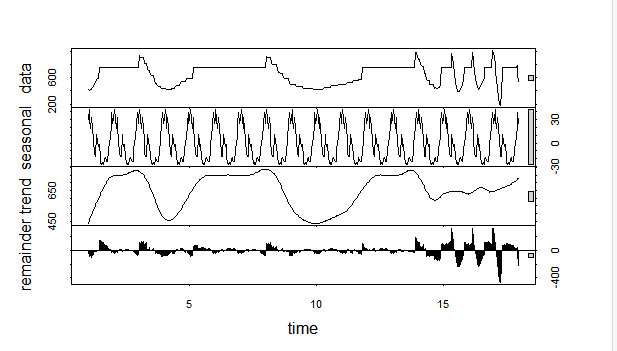 data
200 600
seasonal
-30 0 30
trend
450 650
remainder
-400 0
5 10 15
time